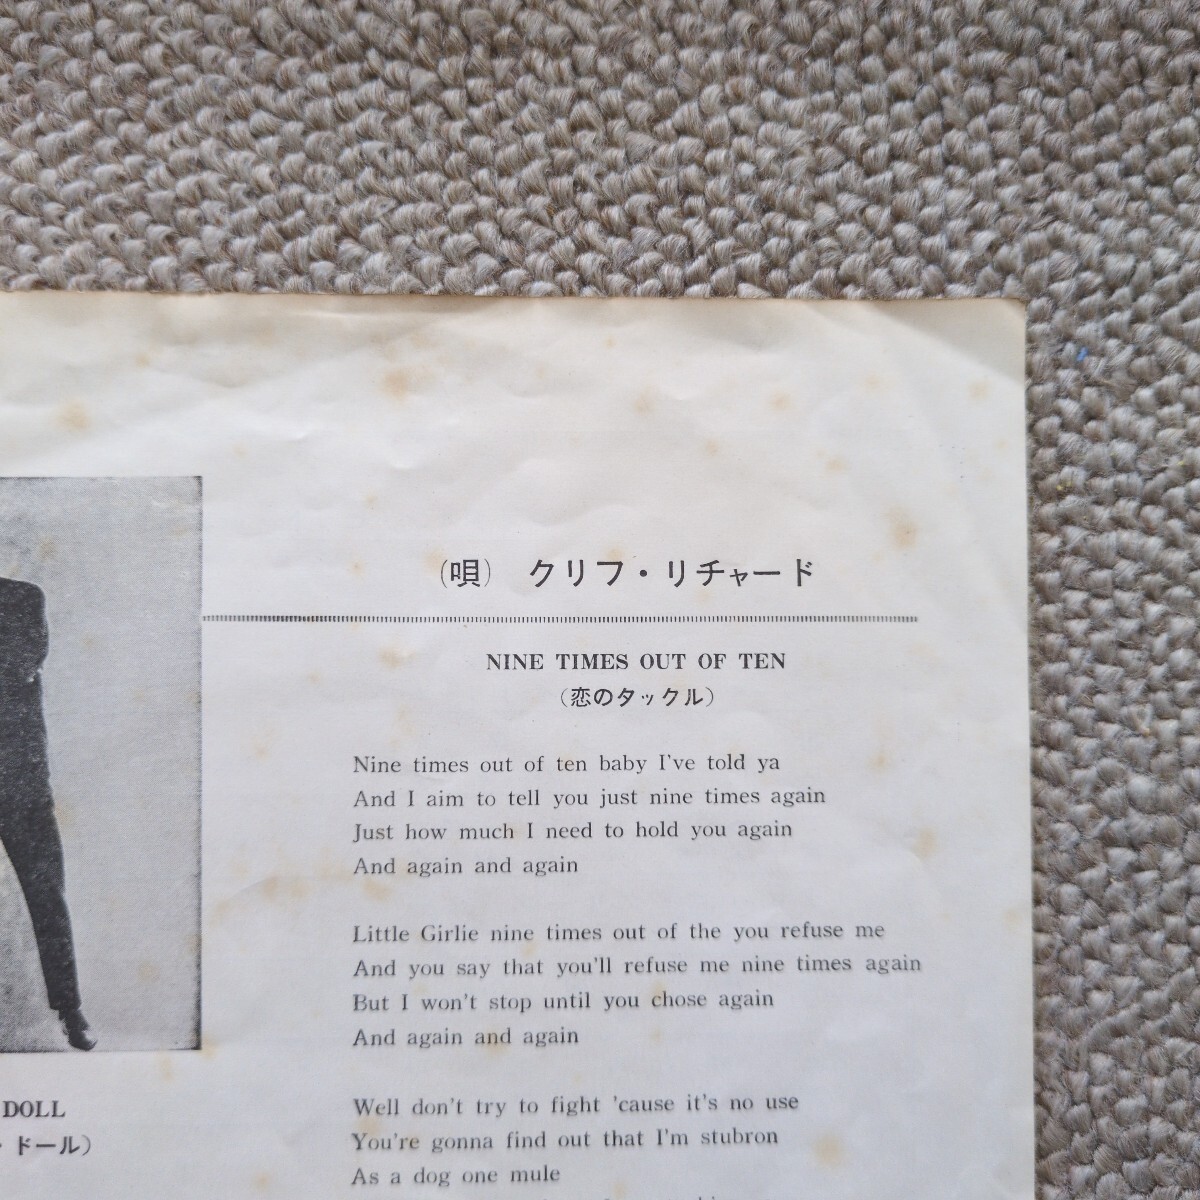 (唄) クリフ・リチャード
NINE TIMES OUT OF TEN
(恋のタックル)
Nine times out of ten baby I've told ya
And I aim to tell you just nine times again
Just how much I need to hold you again
And again and again
Little Girlie nine times out of the you refuse me
And you say that you'll refuse me nine times again
But I won't stop until you chose again
And again and again
Well don't try to fight 'cause it's no use
You're gonna find out that I'm stubron
As a dog one mule
DOLL
・ドール)